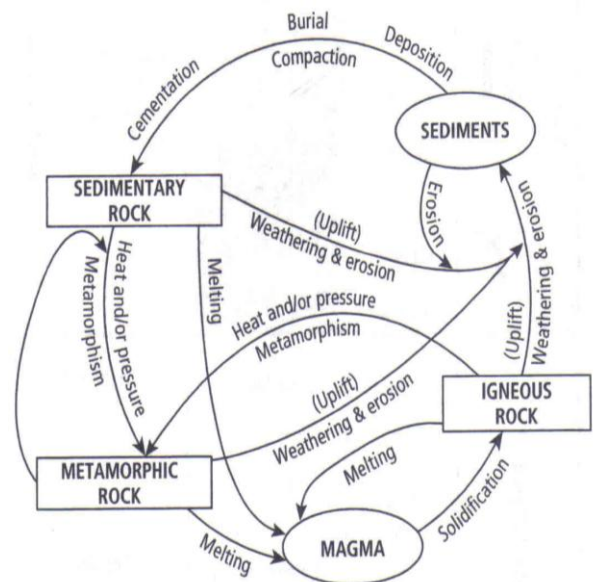 Burial
Deposition
Compaction
Cementation
SEDIMENTS
SEDIMENTARY
ROCK
Erosion
(Uplift)
Weathering & erosion
(Uplift)
Weathering & erosion
Heat and/or pressure
Metamorphism
Melting
Heat and/or pressure
Metamorphism
(Uplift)
Weathering & erosion
IGNEOUS
ROCK
METAMORPHIC
ROCK
Melting
Solidification
Melting
MAGMA